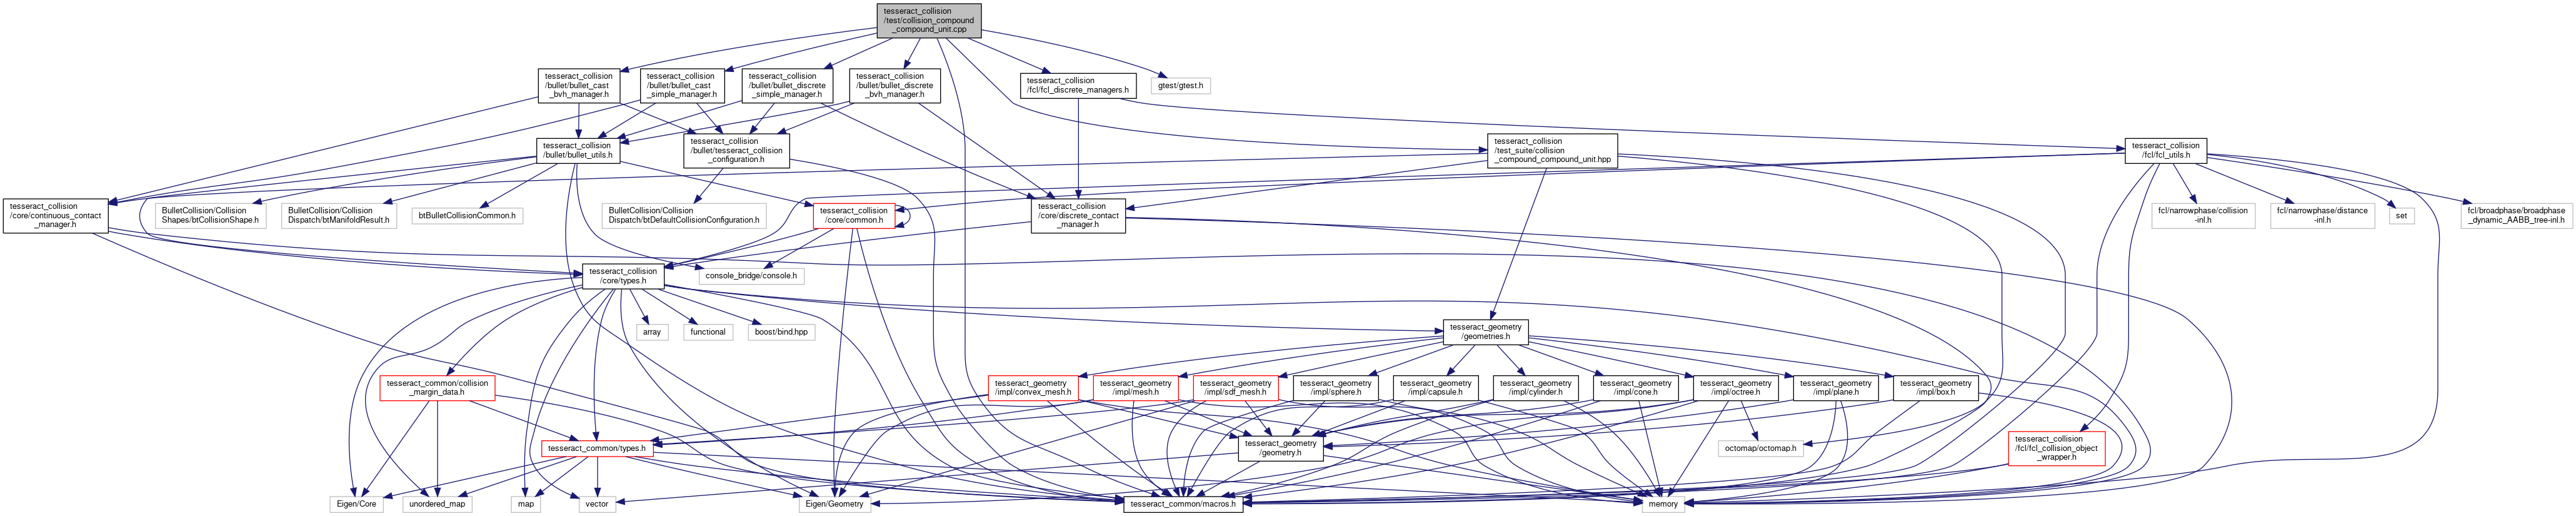 tesseract_collision
/test/collision_compound
_compound_unit.cpp
tesseract_collision
/bullet/bullet_cast
_bvh_manager.h
tesseract_collision
/bullet/bullet_cast
_simple_manager.h
tesseract_collision
/bullet/bullet_discrete
_simple_manager.h
tesseract_collision
/bullet/bullet_discrete
_bvh_manager.h
tesseract_collision
/fcl/fcl_discrete_managers.h
gtest/gtest.h
tesseract_collision
/bullet/bullet_utils.h
tesseract_collision
/bullet/tesseract_collision
_configuration.h
tesseract_collision
/test_suite/collision
_compound_compound_unit.hpp
tesseract_collision
/fcl/fcl_utils.h
tesseract_collision
/core/continuous_contact
_manager.h
BulletCollision/Collision
Shapes/btCollisionShape.h
BulletCollision/Collision
Dispatch/btManifoldResult.h
btBulletCollisionCommon.h
BulletCollision/Collision
Dispatch/btDefaultCollisionConfiguration.h
tesseract_collision
/core/common.h
tesseract_collision
/core/discrete_contact
_manager.h
fcl/narrowphase/collision
-inl.h
fcl/narrowphase/distance
-inl.h
set
fcl/broadphase/broadphase
_dynamic_AABB_tree-inl.h
tesseract_collision
/core/types.h
console_bridge/console.h
array
functional
boost/bind.hpp
tesseract_geometry
/geometries.h
tesseract_common/collision
_margin_data.h
tesseract_geometry
/impl/convex_mesh.h
tesseract_geometry
/impl/mesh.h
tesseract_geometry
/impl/sdf_mesh.h
tesseract_geometry
/impl/sphere.h
tesseract_geometry
/impl/capsule.h
tesseract_geometry
/impl/cylinder.h
tesseract_geometry
/impl/cone.h
tesseract_geometry
/impl/octree.h
tesseract_geometry
/impl/plane.h
tesseract_geometry
/impl/box.h
tesseract_common/types.h
tesseract_geometry
/geometry.h
octomap/octomap.h
tesseract_collision
/fcl/fcl_collision_object
_wrapper.h
Eigen/Core
unordered_map
map
vector
Eigen/Geometry
tesseract_common/macros.h
memory